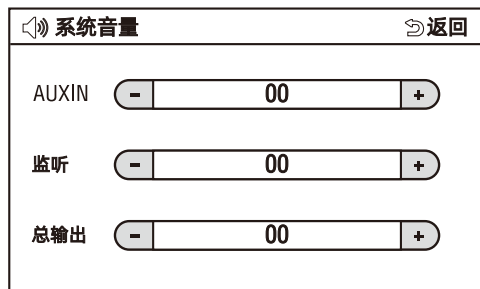 系统音量 返回
AUXIN - 00 +
监听 - 00 +
总输出 - 00 +